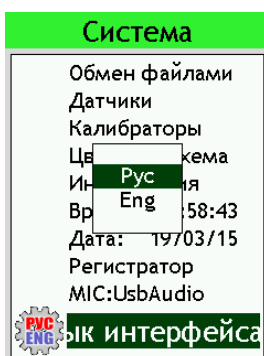 Система
Обмен файлами
Датчики
Калибраторы
Цв хема
Рус
Ин ия
Eng
Вр :58:43
Дата: 19/03/15
Регистратор
MIC:UsbAudio
РУС
ENG
ык интерфейса